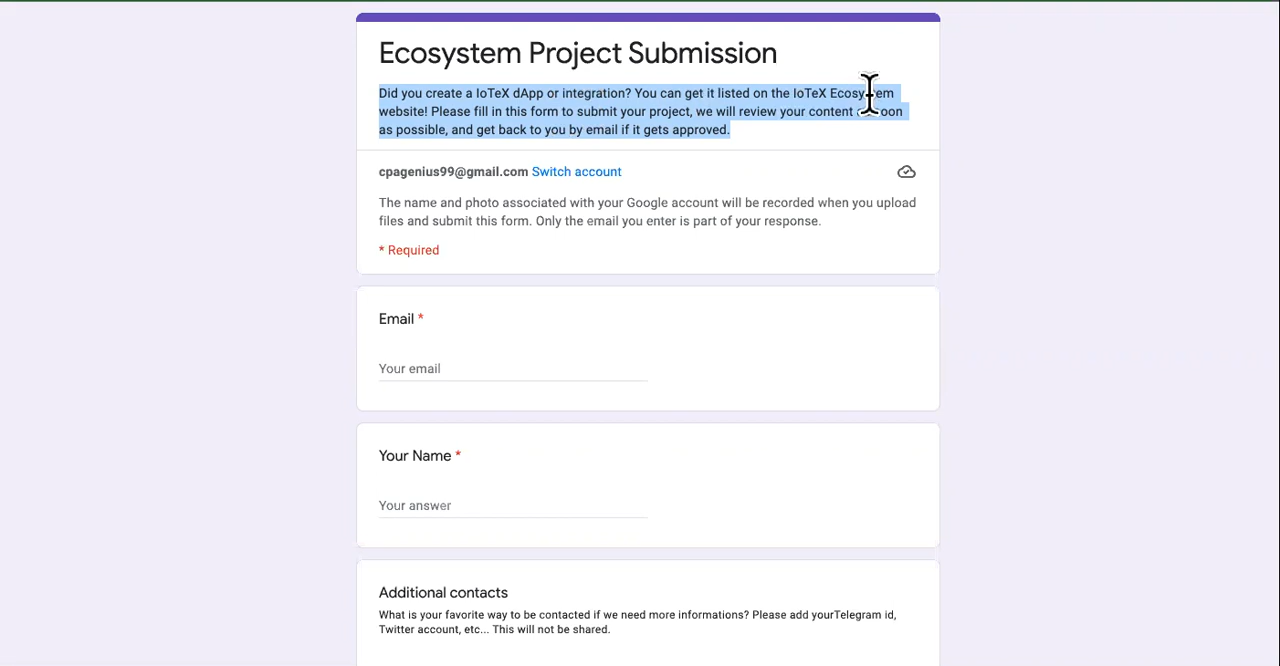 Ecosystem Project Submission
Did you create a IoTeX dApp or integration? You can get it listed on the IoTeX Ecosystem
website! Please fill in this form to submit your project, we will review your content as soon
as possible, and get back to you by email if it gets approved.
cpagenius99@gmail.com Switch account
The name and photo associated with your Google account will be recorded when you upload
files and submit this form. Only the email you enter is part of your response.
* Required
Email *
Your email
Your Name *
Your answer
Additional contacts
What is your favorite way to be contacted if we need more informations? Please add yourTelegram id,
Twitter account, etc... This will not be shared.